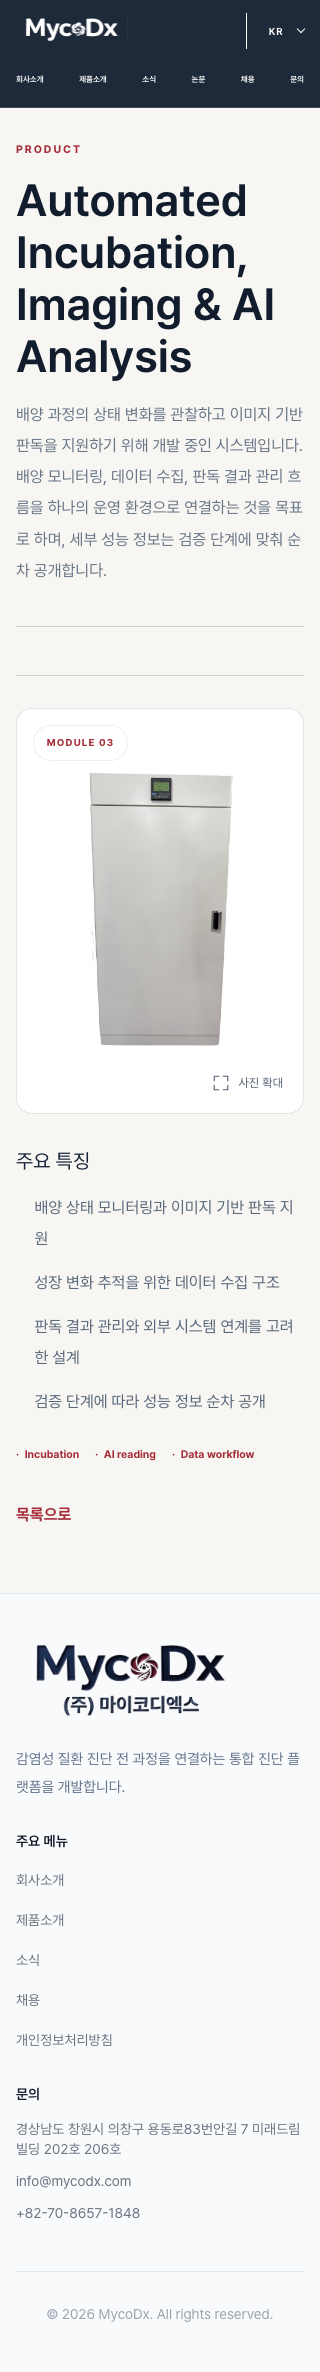 MycoDx
KR
회사소개 제품소개 소식 논문 채용 문의
PRODUCT
Automated
Incubation,
Imaging & AI
Analysis
배양 과정의 상태 변화를 관찰하고 이미지 기반
판독을 지원하기 위해 개발 중인 시스템입니다.
배양 모니터링, 데이터 수집, 판독 결과 관리 흐
름을 하나의 운영 환경으로 연결하는 것을 목표
로 하며, 세부 성능 정보는 검증 단계에 맞춰 순
차 공개합니다.
MODULE 03
사진 확대
주요 특징
배양 상태 모니터링과 이미지 기반 판독 지
원
성장 변화 추적을 위한 데이터 수집 구조
판독 결과 관리와 외부 시스템 연계를 고려
한 설계
검증 단계에 따라 성능 정보 순차 공개
· Incubation · AI reading · Data workflow
목록으로
MycoDx
(주) 마이코디엑스
감염성 질환 진단 전 과정을 연결하는 통합 진단 플
랫폼을 개발합니다.
주요 메뉴
회사소개
제품소개
소식
채용
개인정보처리방침
문의
경상남도 창원시 의창구 용동로83번안길 7 미래드림
빌딩 202호 206호
info@mycodx.com
+82-70-8657-1848
© 2026 MycoDx. All rights reserved.